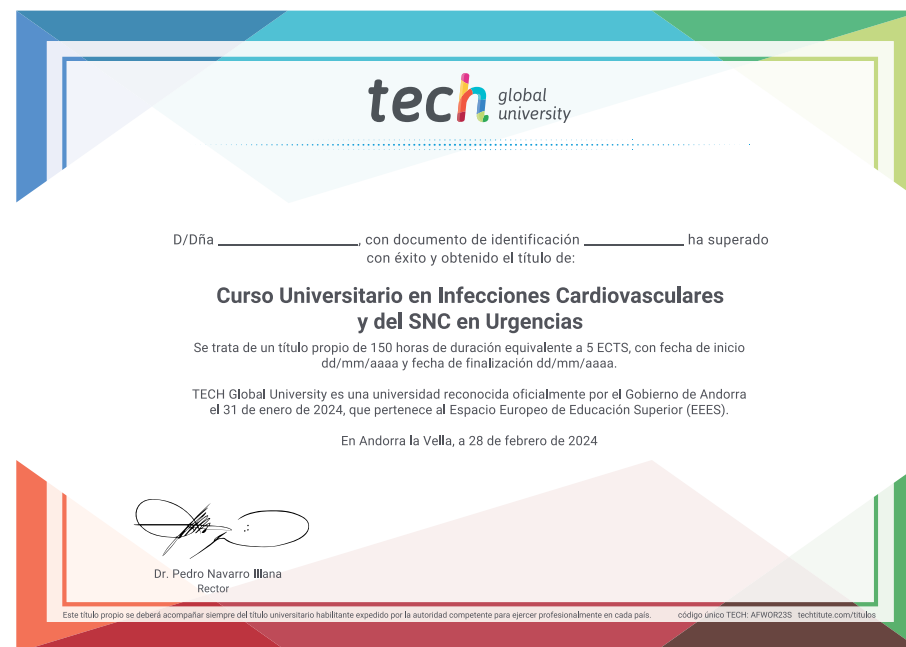 tech global university
D/Dña ____________________, con documento de identificación ______________ ha superado
con éxito y obtenido el título de:
Curso Universitario en Infecciones Cardiovasculares
y del SNC en Urgencias
Se trata de un título propio de 150 horas de duración equivalente a 5 ECTS, con fecha de inicio
dd/mm/aaaa y fecha de finalización dd/mm/aaaa.
TECH Global University es una universidad reconocida oficialmente por el Gobierno de Andorra
el 31 de enero de 2024, que pertenece al Espacio Europeo de Educación Superior (EEES).
En Andorra la Vella, a 28 de febrero de 2024
Dr. Pedro Navarro Illana
Rector
Este título propio se deberá acompañar siempre del título universitario habilitante expedido por la autoridad competente para ejercer profesionalmente en cada país. código único TECH: AFWOR23S techtitute.com/titulos